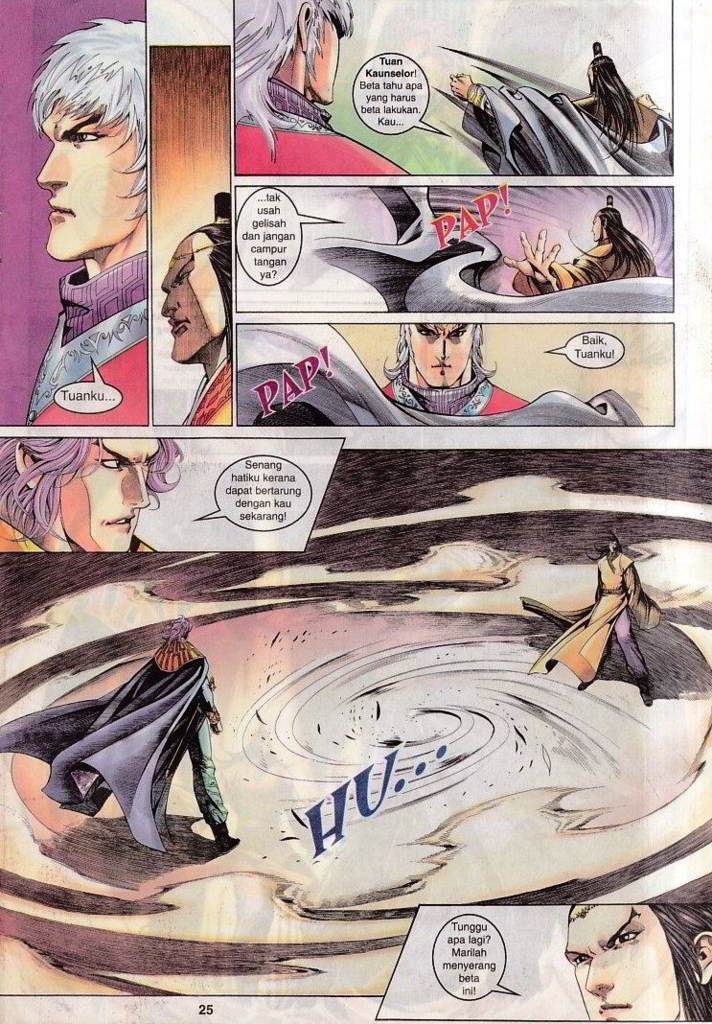 Tuanku...
Tuan
Kaunselor!
Beta tahu apa
yang harus
beta lakukan.
Kau...
...tak
usah
gelisah
dan jangan
campur
tangan
ya?
PAP!
PAP!
Baik,
Tuanku!
Senang
hatiku kerana
dapat bertarung
dengan kau
sekarang!
HU...
Tunggu
apa lagi?
Marilah
menyerang
beta
ini!
25